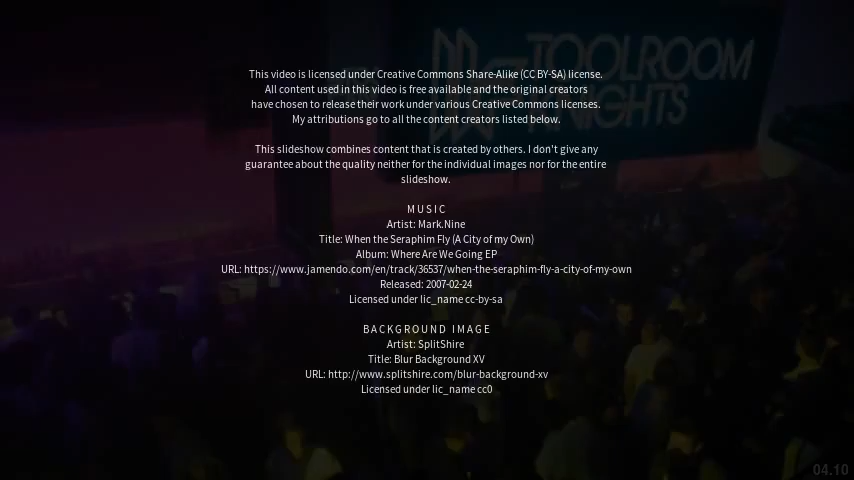 TOOLROOM
KNIGHTS
This video is licensed under Creative Commons Share-Alike (CC BY-SA) license.
All content used in this video is free available and the original creators
have chosen to release their work under various Creative Commons licenses.
My attributions go to all the content creators listed below.
This slideshow combines content that is created by others. I don't give any
guarantee about the quality neither for the individual images nor for the entire
slideshow.
MUSIC
Artist: Mark.Nine
Title: When the Seraphim Fly (A City of my Own)
Album: Where Are We Going EP
URL: https://www.jamendo.com/en/track/36537/when-the-seraphim-fly-a-city-of-my-own
Released: 2007-02-24
Licensed under lic_name cc-by-sa
BACKGROUND IMAGE
Artist: SplitShire
Title: Blur Background XV
URL: http://www.splitshire.com/blur-background-xv
Licensed under lic_name cc0
04.10